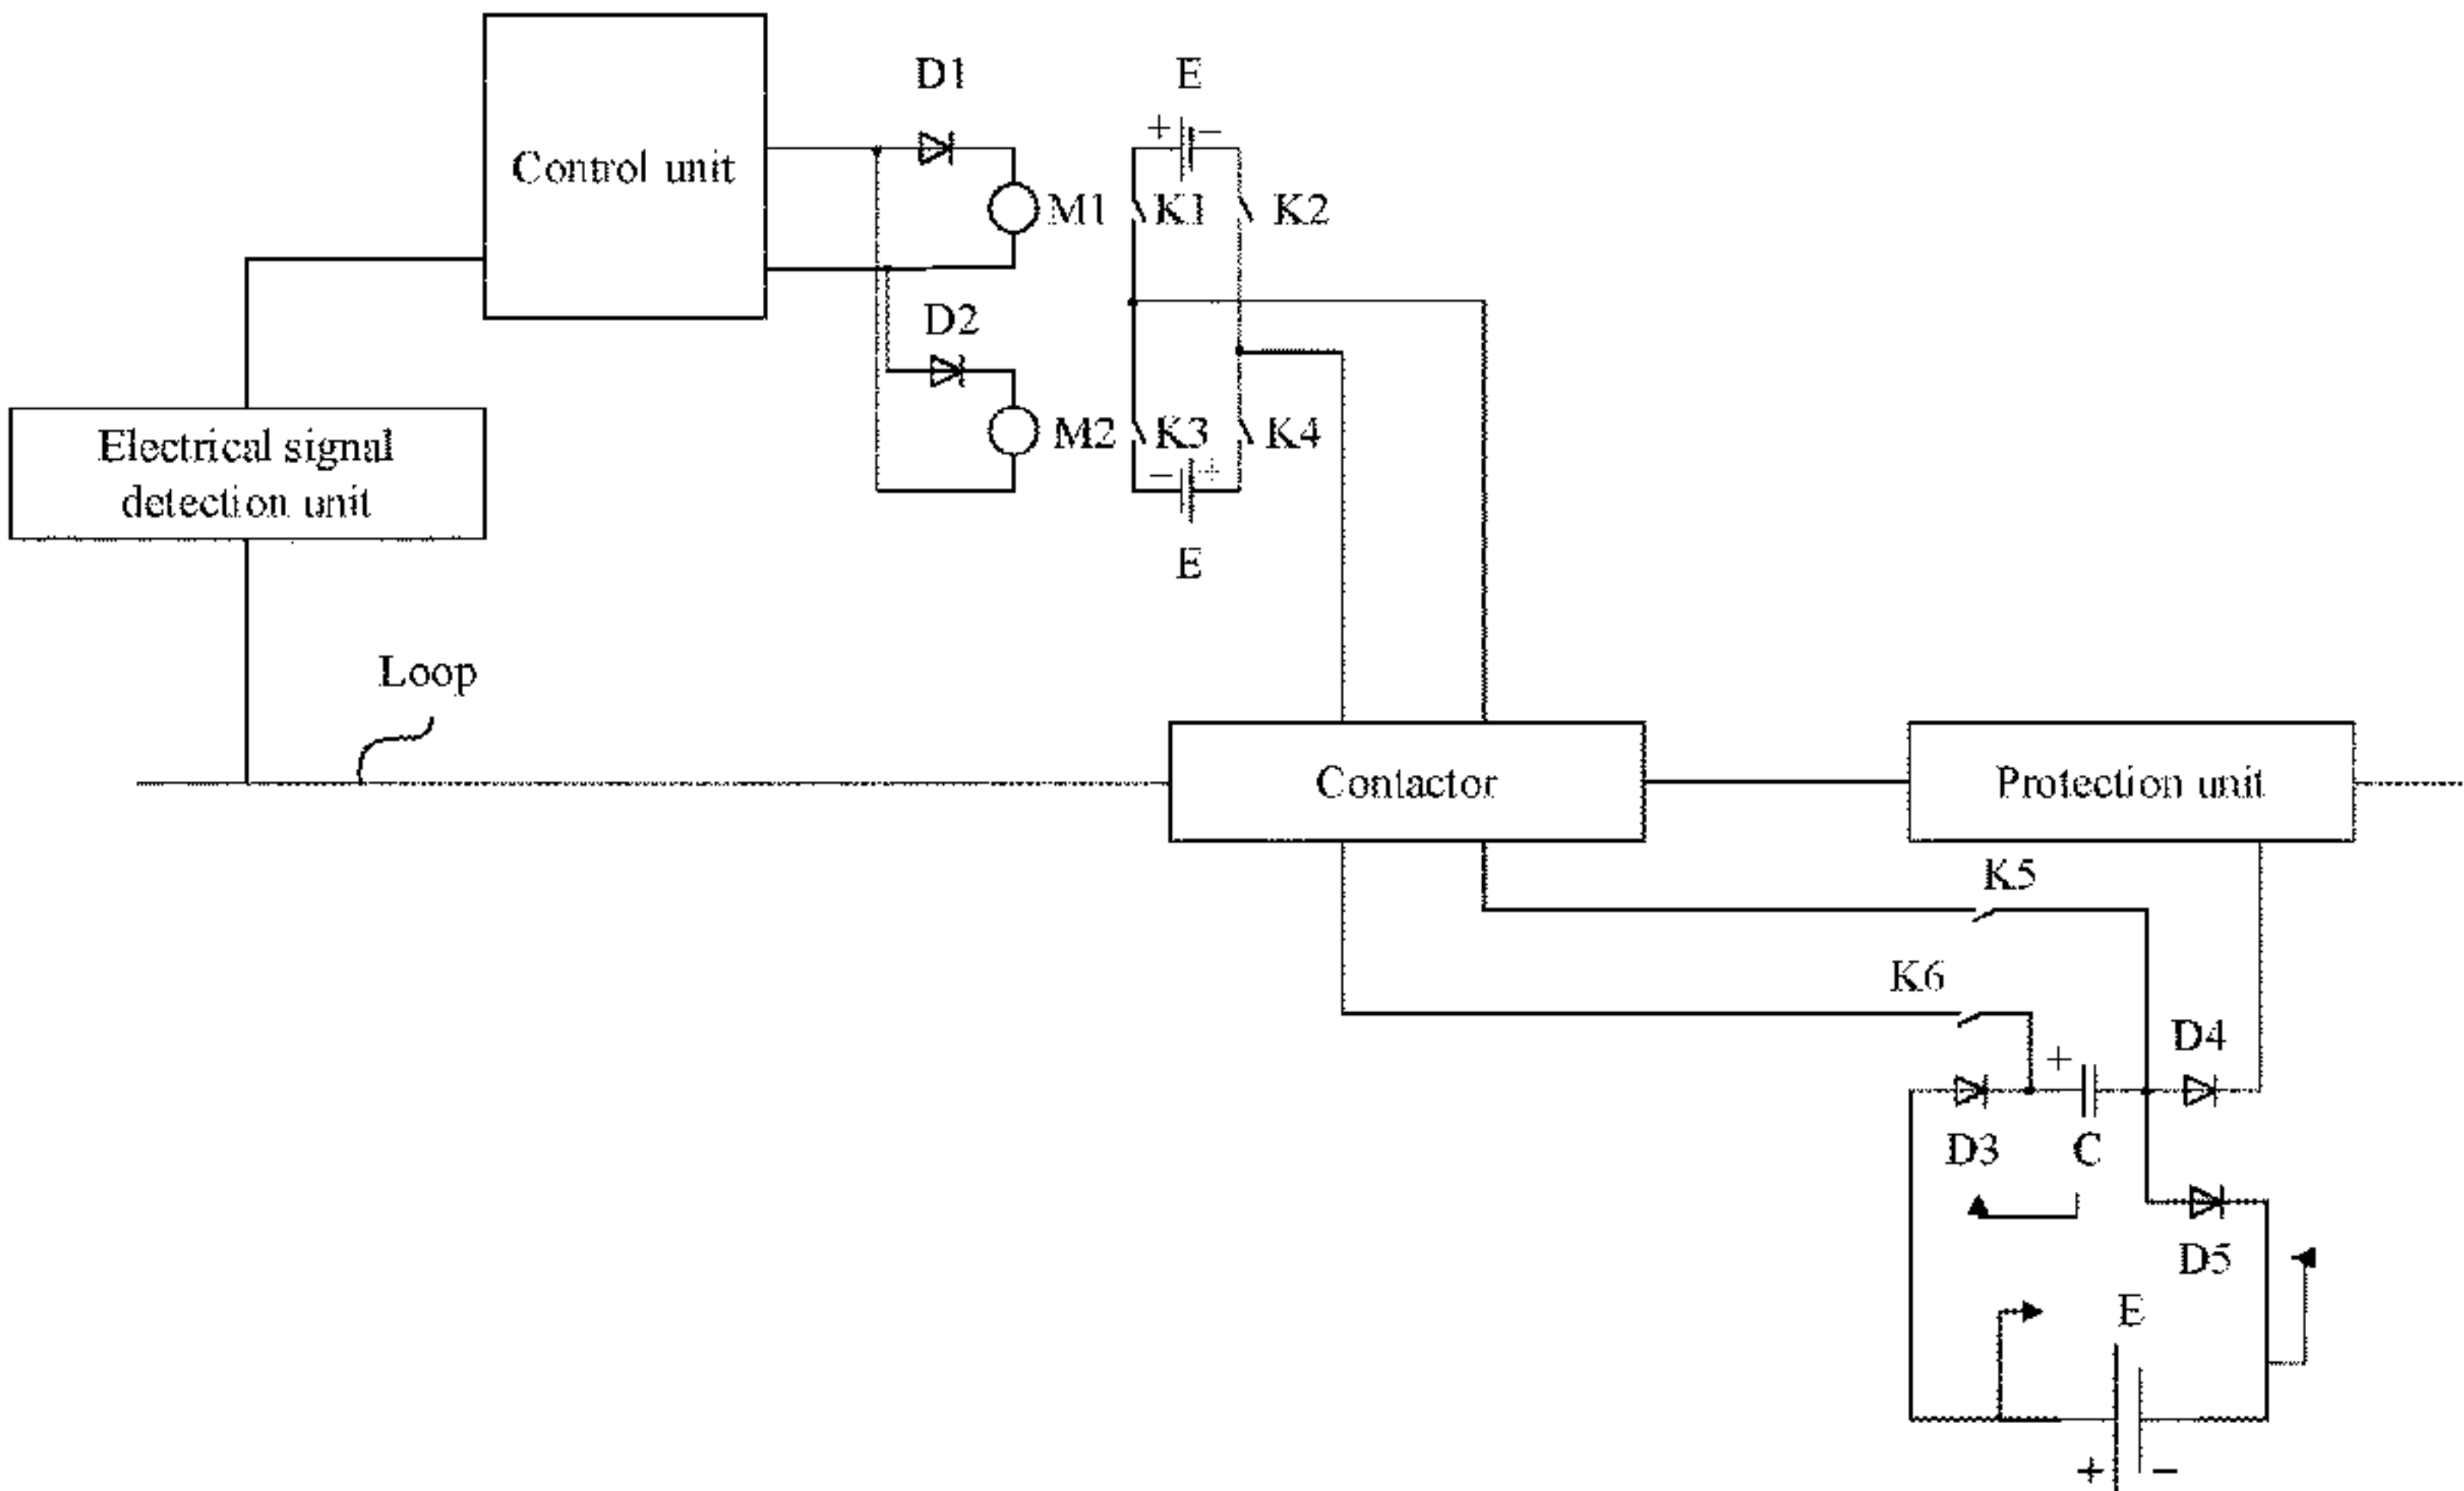 D1
E
+ −
Control unit
M1
K1
K2
D2
Electrical signal
detection unit
M2
K3
K4
− +
E
Loop
Contactor
Protection unit
K5
K6
D4
+
D3
C
D5
E
+ −